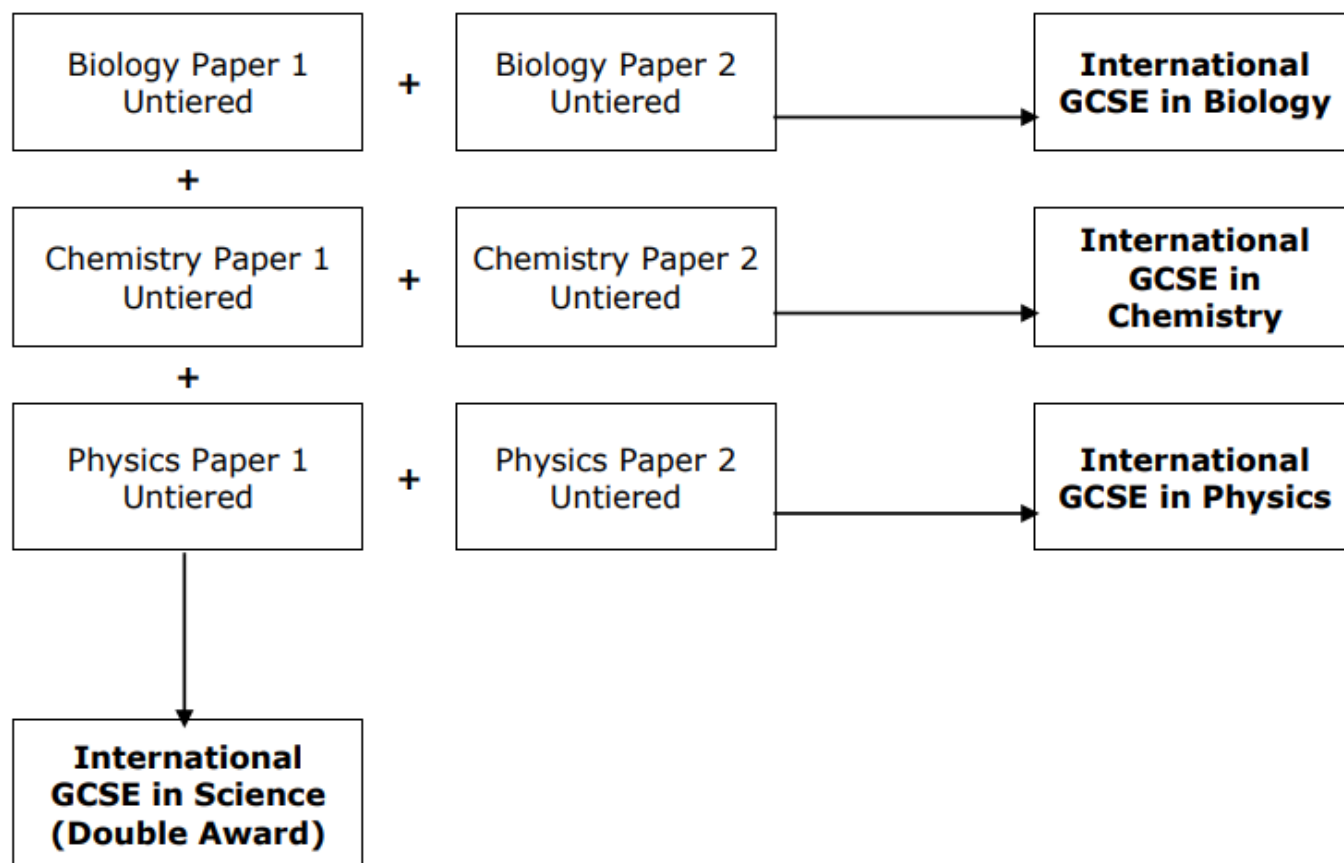 Biology Paper 1
Untiered
+
Biology Paper 2
Untiered
International
GCSE in Biology
+
Chemistry Paper 1
Untiered
+
Chemistry Paper 2
Untiered
International
GCSE in
Chemistry
+
Physics Paper 1
Untiered
+
Physics Paper 2
Untiered
International
GCSE in Physics
International
GCSE in Science
(Double Award)